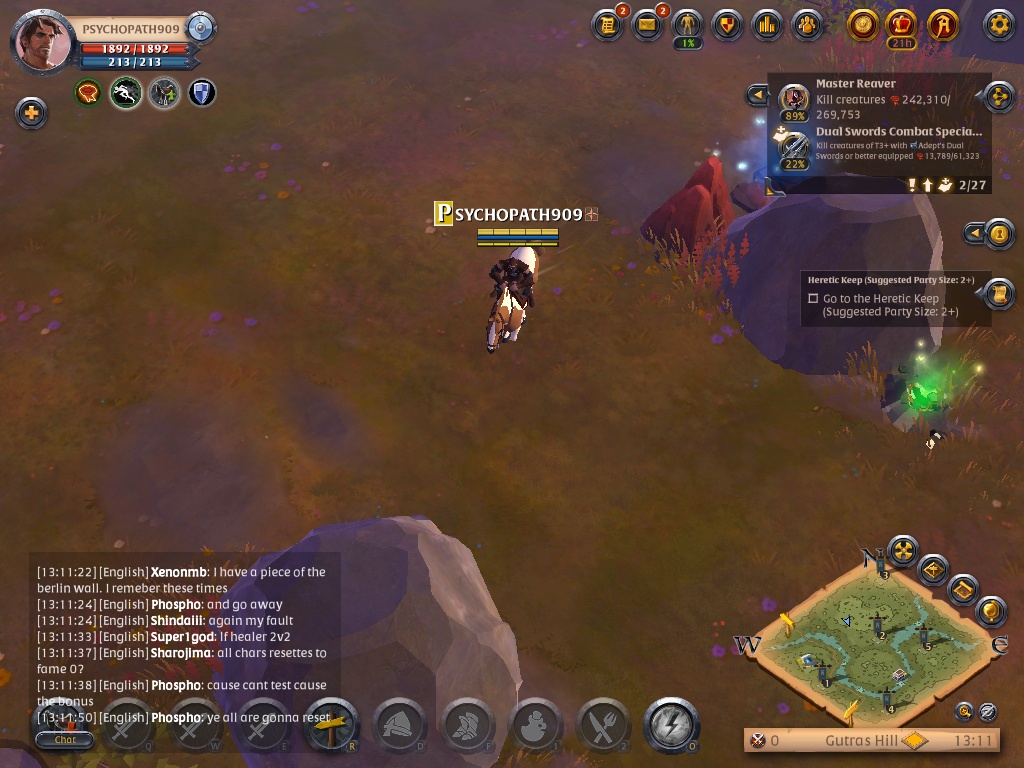 PSYCHOPATH909
1892 / 1892
213 / 213
2
2
1%
21h
Master Reaver
Kill creatures 242,310/
269,753
89%
Dual Swords Combat Specia...
Kill creatures of T3+ with Adept's Dual
Swords or better equipped 13,789/61,323
22%
2/27
PSYCHOPATH909
Heretic Keep (Suggested Party Size: 2+)
Go to the Heretic Keep
(Suggested Party Size: 2+)
[13:11:22] [English] Xenonmb: I have a piece of the
berlin wall. I remeber these times
[13:11:24] [English] Phospho: and go away
[13:11:24] [English] Shindaiii: again my fault
[13:11:33] [English] Super1god: If healer 2v2
[13:11:37] [English] Sharojima: all chars resettes to
fame 0?
[13:11:38] [English] Phospho: cause cant test cause
the bonus
[13:11:50] [English] Phospho: ye all are gonna reset
Chat
Q
W
E
R
D
F
1
2
O
N
W
E
3
2
5
1
4
0
Gutras Hill
13:11